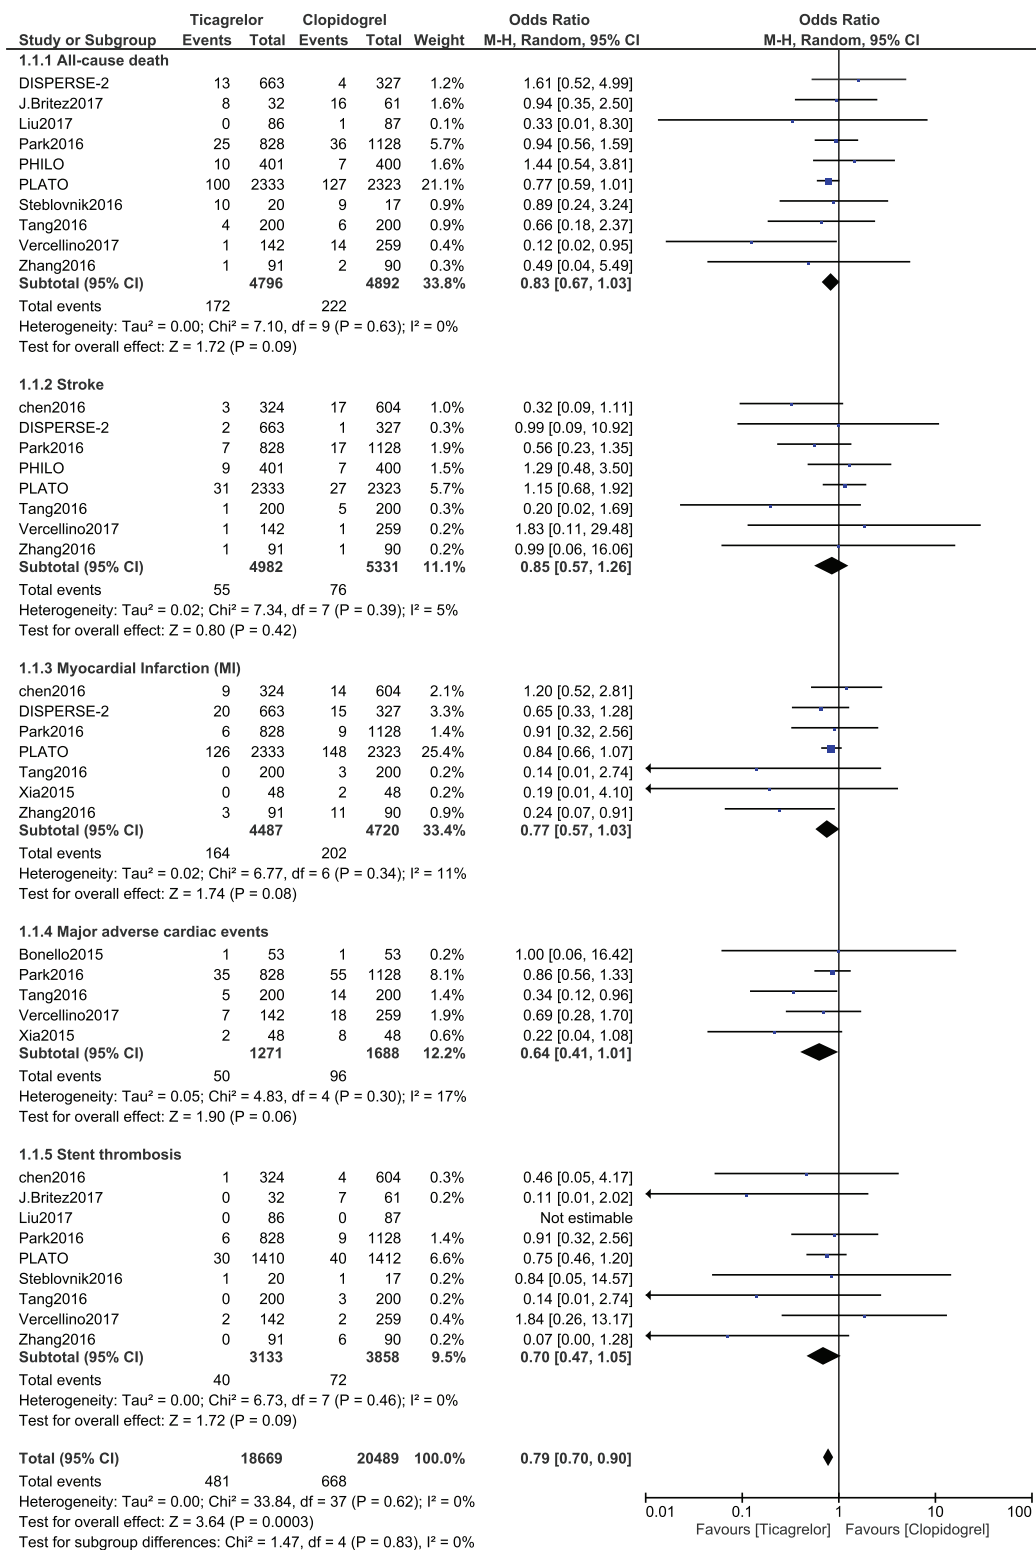 Ticagrelor Clopidogrel Odds Ratio Odds Ratio
Study or Subgroup Events Total Events Total Weight M-H, Random, 95% CI M-H, Random, 95% CI
1.1.1 All-cause death
DISPERSE-2 13 663 4 327 1.2% 1.61 [0.52, 4.99]
J.Britez2017 8 32 16 61 1.6% 0.94 [0.35, 2.50]
Liu2017 0 86 1 87 0.1% 0.33 [0.01, 8.30]
Park2016 25 828 36 1128 5.7% 0.94 [0.56, 1.59]
PHILO 10 401 7 400 1.6% 1.44 [0.54, 3.81]
PLATO 100 2333 127 2323 21.1% 0.77 [0.59, 1.01]
Steblovnik2016 10 20 9 17 0.9% 0.89 [0.24, 3.24]
Tang2016 4 200 6 200 0.9% 0.66 [0.18, 2.37]
Vercellino2017 1 142 14 259 0.4% 0.12 [0.02, 0.95]
Zhang2016 1 91 2 90 0.3% 0.49 [0.04, 5.49]
Subtotal (95% CI) 4796 4892 33.8% 0.83 [0.67, 1.03]
Total events 172 222
Heterogeneity: Tau² = 0.00; Chi² = 7.10, df = 9 (P = 0.63); I² = 0%
Test for overall effect: Z = 1.72 (P = 0.09)
1.1.2 Stroke
chen2016 3 324 17 604 1.0% 0.32 [0.09, 1.11]
DISPERSE-2 2 663 1 327 0.3% 0.99 [0.09, 10.92]
Park2016 7 828 17 1128 1.9% 0.56 [0.23, 1.35]
PHILO 9 401 7 400 1.5% 1.29 [0.48, 3.50]
PLATO 31 2333 27 2323 5.7% 1.15 [0.68, 1.92]
Tang2016 1 200 5 200 0.3% 0.20 [0.02, 1.69]
Vercellino2017 1 142 1 259 0.2% 1.83 [0.11, 29.48]
Zhang2016 1 91 1 90 0.2% 0.99 [0.06, 16.06]
Subtotal (95% CI) 4982 5331 11.1% 0.85 [0.57, 1.26]
Total events 55 76
Heterogeneity: Tau² = 0.02; Chi² = 7.34, df = 7 (P = 0.39); I² = 5%
Test for overall effect: Z = 0.80 (P = 0.42)
1.1.3 Myocardial Infarction (MI)
chen2016 9 324 14 604 2.1% 1.20 [0.52, 2.81]
DISPERSE-2 20 663 15 327 3.3% 0.65 [0.33, 1.28]
Park2016 6 828 9 1128 1.4% 0.91 [0.32, 2.56]
PLATO 126 2333 148 2323 25.4% 0.84 [0.66, 1.07]
Tang2016 0 200 3 200 0.2% 0.14 [0.01, 2.74]
Xia2015 0 48 2 48 0.2% 0.19 [0.01, 4.10]
Zhang2016 3 91 11 90 0.9% 0.24 [0.07, 0.91]
Subtotal (95% CI) 4487 4720 33.4% 0.77 [0.57, 1.03]
Total events 164 202
Heterogeneity: Tau² = 0.02; Chi² = 6.77, df = 6 (P = 0.34); I² = 11%
Test for overall effect: Z = 1.74 (P = 0.08)
1.1.4 Major adverse cardiac events
Bonello2015 1 53 1 53 0.2% 1.00 [0.06, 16.42]
Park2016 35 828 55 1128 8.1% 0.86 [0.56, 1.33]
Tang2016 5 200 14 200 1.4% 0.34 [0.12, 0.96]
Vercellino2017 7 142 18 259 1.9% 0.69 [0.28, 1.70]
Xia2015 2 48 8 48 0.6% 0.22 [0.04, 1.08]
Subtotal (95% CI) 1271 1688 12.2% 0.64 [0.41, 1.01]
Total events 50 96
Heterogeneity: Tau² = 0.05; Chi² = 4.83, df = 4 (P = 0.30); I² = 17%
Test for overall effect: Z = 1.90 (P = 0.06)
1.1.5 Stent thrombosis
chen2016 1 324 4 604 0.3% 0.46 [0.05, 4.17]
J.Britez2017 0 32 7 61 0.2% 0.11 [0.01, 2.02]
Liu2017 0 86 0 87 Not estimable
Park2016 6 828 9 1128 1.4% 0.91 [0.32, 2.56]
PLATO 30 1410 40 1412 6.6% 0.75 [0.46, 1.20]
Steblovnik2016 1 20 1 17 0.2% 0.84 [0.05, 14.57]
Tang2016 0 200 3 200 0.2% 0.14 [0.01, 2.74]
Vercellino2017 2 142 2 259 0.4% 1.84 [0.26, 13.17]
Zhang2016 0 91 6 90 0.2% 0.07 [0.00, 1.28]
Subtotal (95% CI) 3133 3858 9.5% 0.70 [0.47, 1.05]
Total events 40 72
Heterogeneity: Tau² = 0.00; Chi² = 6.73, df = 7 (P = 0.46); I² = 0%
Test for overall effect: Z = 1.72 (P = 0.09)
Total (95% CI) 18669 20489 100.0% 0.79 [0.70, 0.90]
Total events 481 668
Heterogeneity: Tau² = 0.00; Chi² = 33.84, df = 37 (P = 0.62); I² = 0%
Test for overall effect: Z = 3.64 (P = 0.0003)
Test for subgroup differences: Chi² = 1.47, df = 4 (P = 0.83), I² = 0%
0.01 0.1 1 10 100
Favours [Ticagrelor] Favours [Clopidogrel]